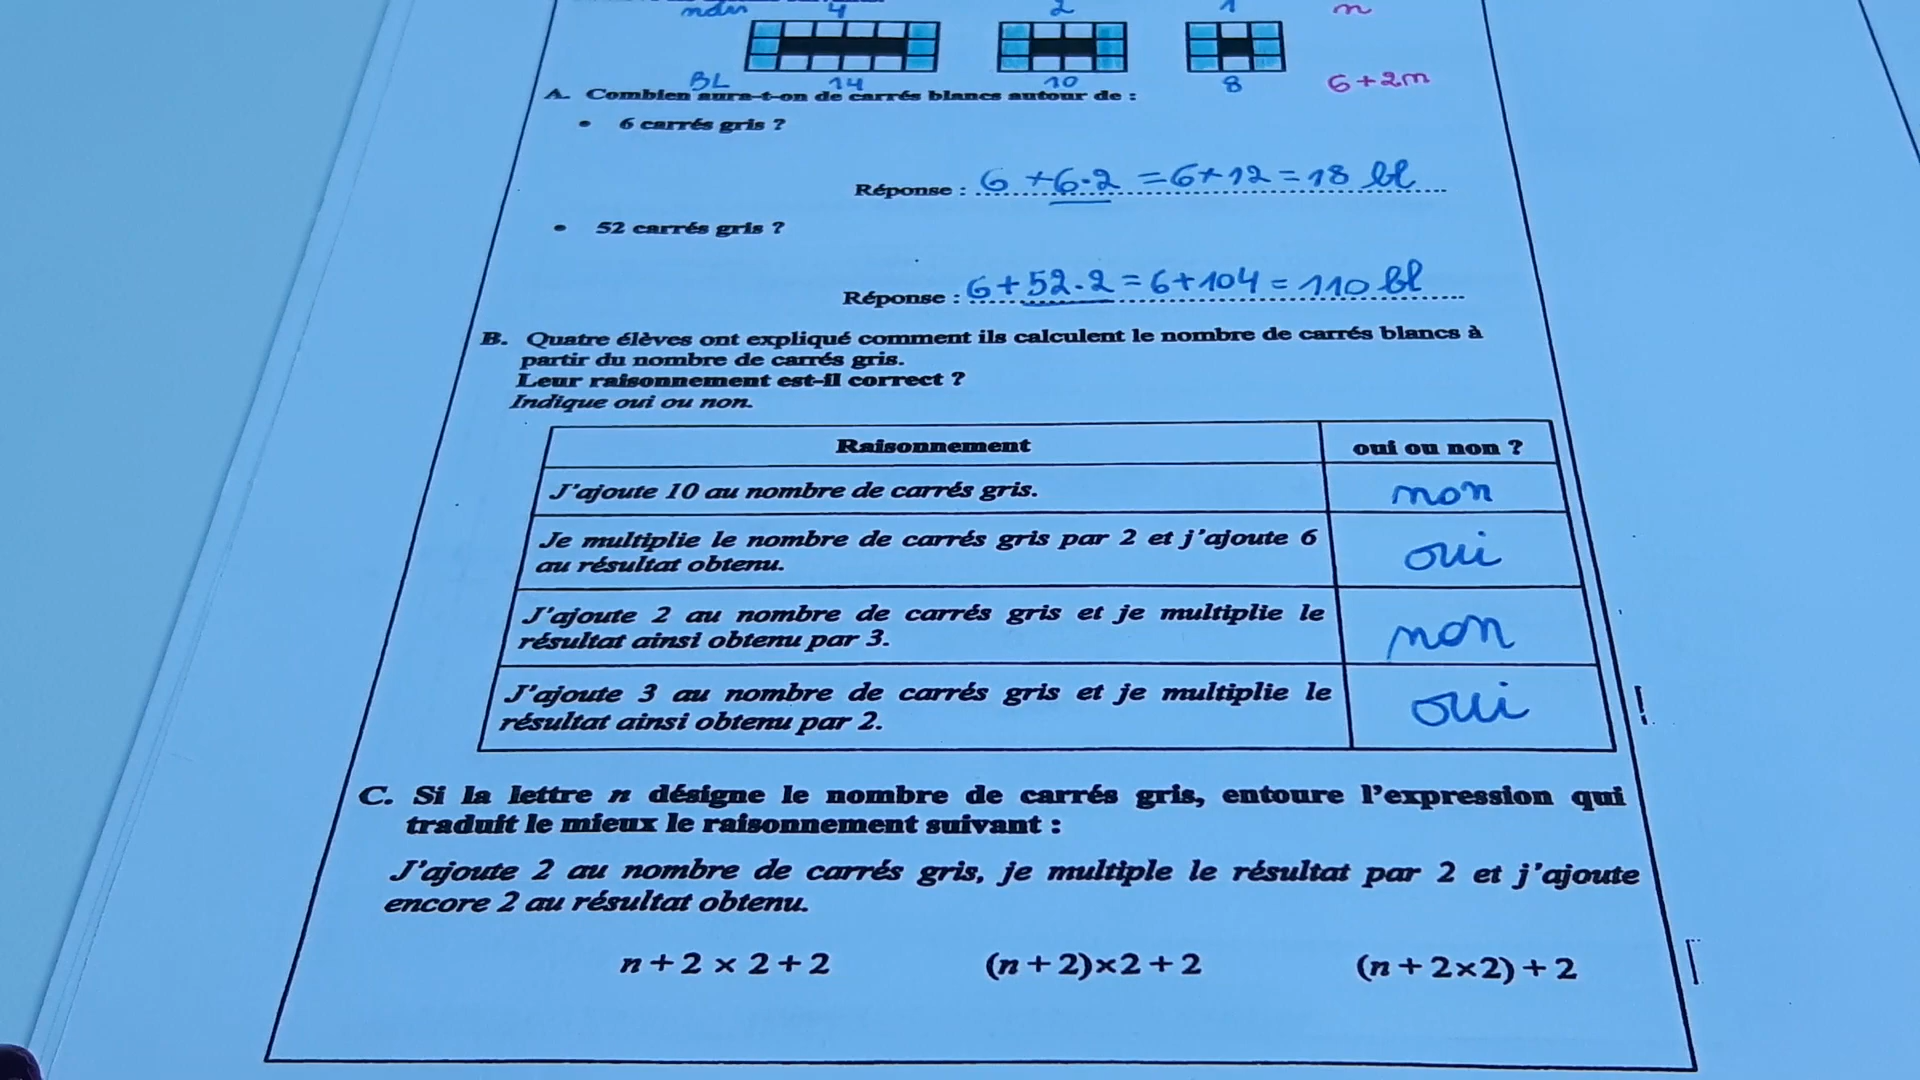 noir 4 2 1 n
BL 14 10 8 6+2n
A. Combien aura-t-on de carrés blancs autour de :
• 6 carrés gris ?
Réponse : 6 +6.2 =6+12=18 bl
• 52 carrés gris ?
Réponse : 6+52.2=6+104=110 bl
B. Quatre élèves ont expliqué comment ils calculent le nombre de carrés blancs à
partir du nombre de carrés gris.
Leur raisonnement est-il correct ?
Indique oui ou non.
Raisonnement oui ou non ?
J'ajoute 10 au nombre de carrés gris. non
Je multiplie le nombre de carrés gris par 2 et j'ajoute 6
au résultat obtenu. oui
J'ajoute 2 au nombre de carrés gris et je multiplie le
résultat ainsi obtenu par 3. non
J'ajoute 3 au nombre de carrés gris et je multiplie le
résultat ainsi obtenu par 2. oui
C. Si la lettre n désigne le nombre de carrés gris, entoure l'expression qui
traduit le mieux le raisonnement suivant :
J'ajoute 2 au nombre de carrés gris, je multiple le résultat par 2 et j'ajoute
encore 2 au résultat obtenu.
n+2 × 2+2 (n+2)×2+2 (n+2×2)+2